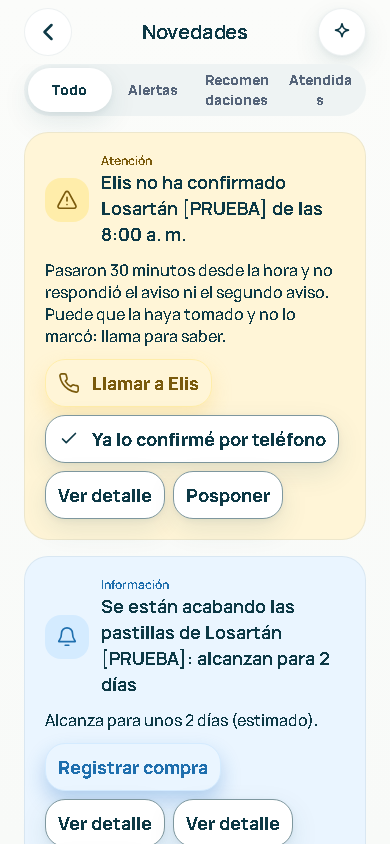 Novedades
Todo
Alertas
Recomen
daciones
Atendida
s
Atención
Elis no ha confirmado
Losartán [PRUEBA] de las
8:00 a. m.
Pasaron 30 minutos desde la hora y no
respondió el aviso ni el segundo aviso.
Puede que la haya tomado y no lo
marcó: llama para saber.
Llamar a Elis
Ya lo confirmé por teléfono
Ver detalle
Posponer
Información
Se están acabando las
pastillas de Losartán
[PRUEBA]: alcanzan para 2
días
Alcanza para unos 2 días (estimado).
Registrar compra
Ver detalle
Ver detalle